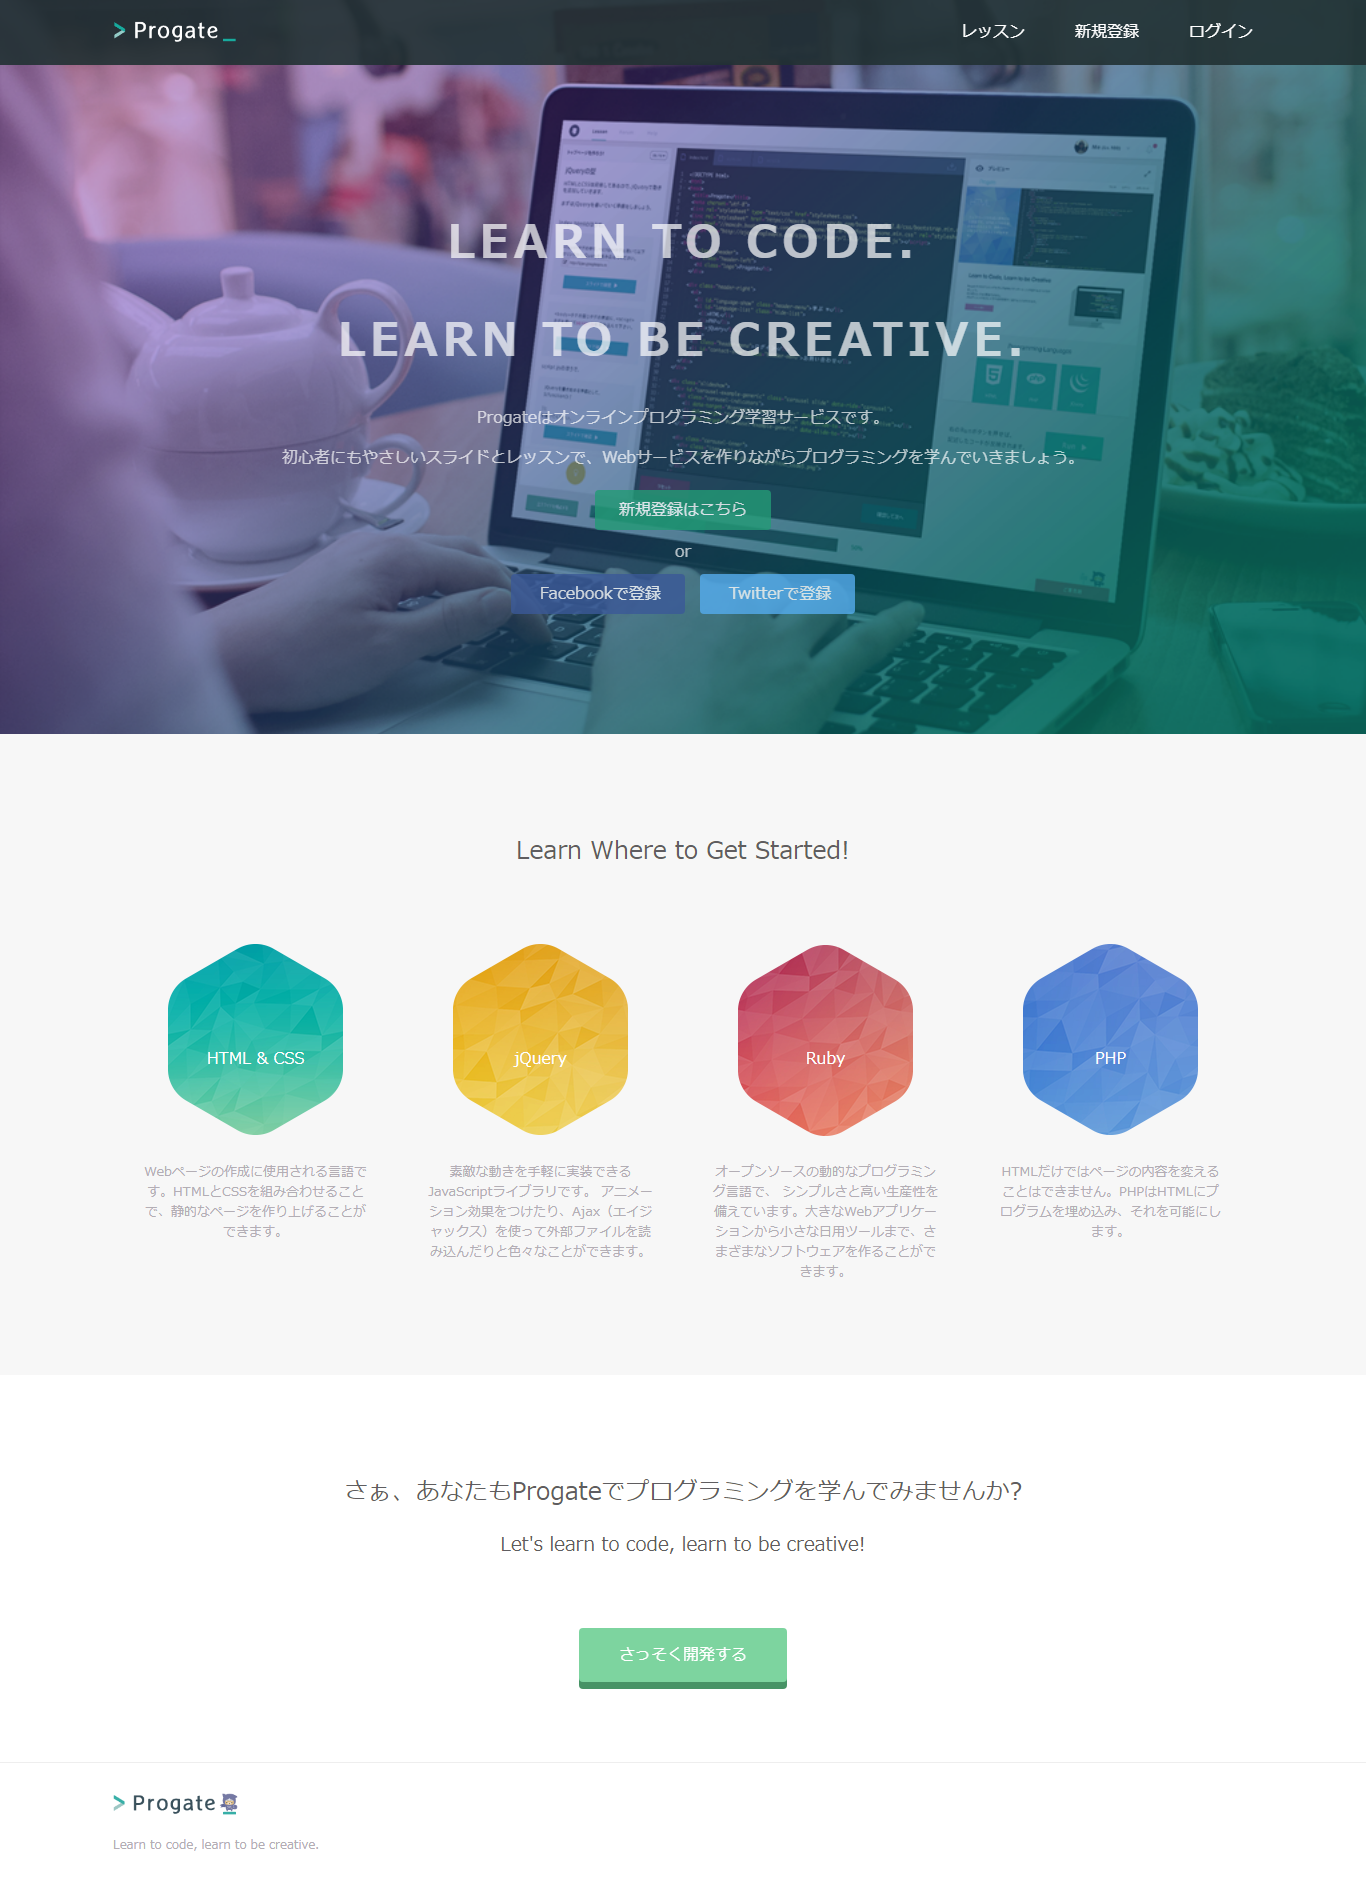 Progate
レッスン 新規登録 ログイン
LEARN TO CODE.
LEARN TO BE CREATIVE.
Progateはオンラインプログラミング学習サービスです。
初心者にもやさしいスライドとレッスンで、Webサービスを作りながらプログラミングを学んでいきましょう。
新規登録はこちら
or
Facebookで登録 Twitterで登録
Learn Where to Get Started!
HTML & CSS
jQuery
Ruby
PHP
Webページの作成に使用される言語で
す。HTMLとCSSを組み合わせること
で、静的なページを作り上げることが
できます。
素敵な動きを手軽に実装できる
JavaScriptライブラリです。 アニメー
ション効果をつけたり、Ajax（エイジ
ャックス）を使って外部ファイルを読
み込んだりと色々なことができます。
オープンソースの動的なプログラミン
グ言語で、 シンプルさと高い生産性を
備えています。大きなWebアプリケー
ションから小さな日用ツールまで、さ
まざまなソフトウェアを作ることがで
きます。
HTMLだけではページの内容を変える
ことはできません。PHPはHTMLにプ
ログラムを埋め込み、それを可能にし
ます。
さぁ、あなたもProgateでプログラミングを学んでみませんか?
Let's learn to code, learn to be creative!
さっそく開発する
Progate
Learn to code, learn to be creative.